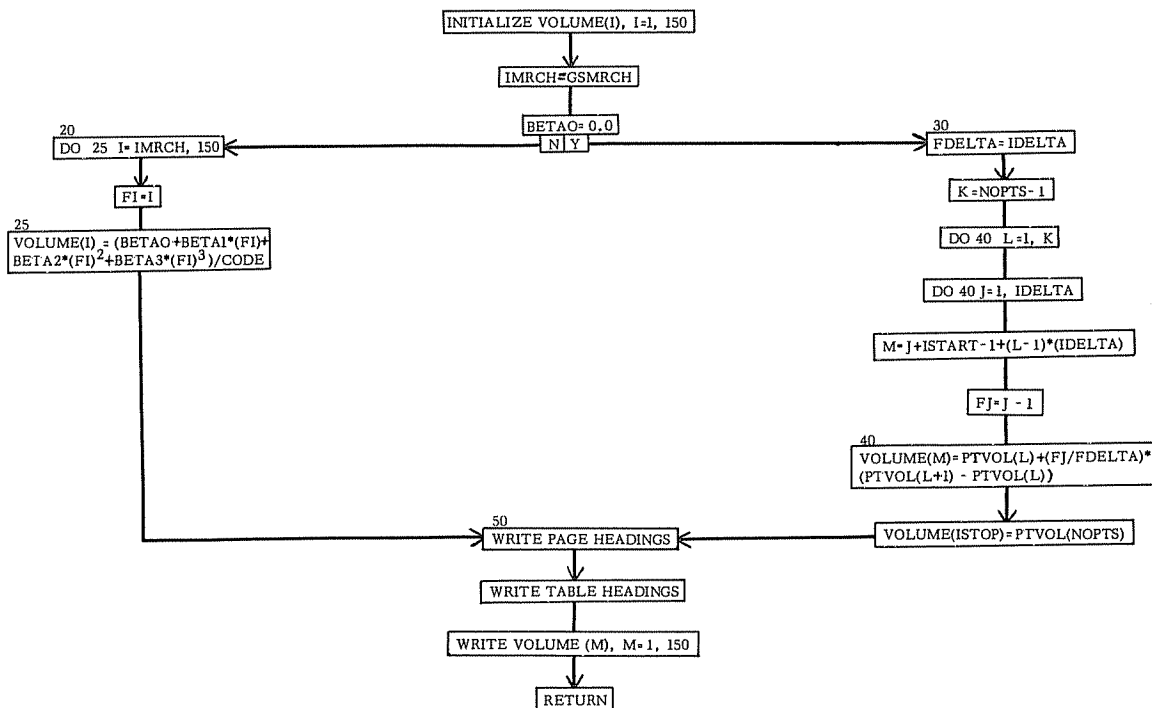 INITIALIZE VOLUME(I), I=1, 150
IMRCH=GSMRCH
BETAO=0.0
N Y
20
DO 25 I=IMRCH, 150
FI=I
25
VOLUME(I)=(BETAO+BETA1*(FI)+
BETA2*(FI)²+BETA3*(FI)³)/CODE
30
FDELTA=IDELTA
K=NOPTS-1
DO 40 L=1, K
DO 40 J=1, IDELTA
M=J+ISTART-1+(L-1)*(IDELTA)
FJ=J-1
40
VOLUME(M)=PTVOL(L)+(FJ/FDELTA)*
(PTVOL(L+1) - PTVOL(L))
VOLUME(ISTOP)=PTVOL(NOPTS)
50
WRITE PAGE HEADINGS
WRITE TABLE HEADINGS
WRITE VOLUME (M), M=1, 150
RETURN